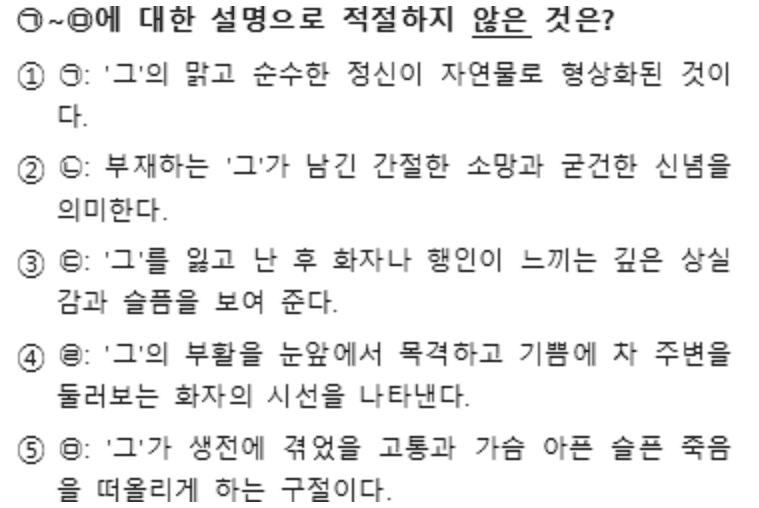 ㉠~㉤에 대한 설명으로 적절하지 않은 것은?
① ㉠: '그'의 맑고 순수한 정신이 자연물로 형상화된 것이
다.
② ㉡: 부재하는 '그'가 남긴 간절한 소망과 굳건한 신념을
의미한다.
③ ㉢: '그'를 잃고 난 후 화자나 행인이 느끼는 깊은 상실
감과 슬픔을 보여 준다.
④ ㉣: '그'의 부활을 눈앞에서 목격하고 기쁨에 차 주변을
둘러보는 화자의 시선을 나타낸다.
⑤ ㉤: '그'가 생전에 겪었을 고통과 가슴 아픈 슬픈 죽음
을 떠올리게 하는 구절이다.